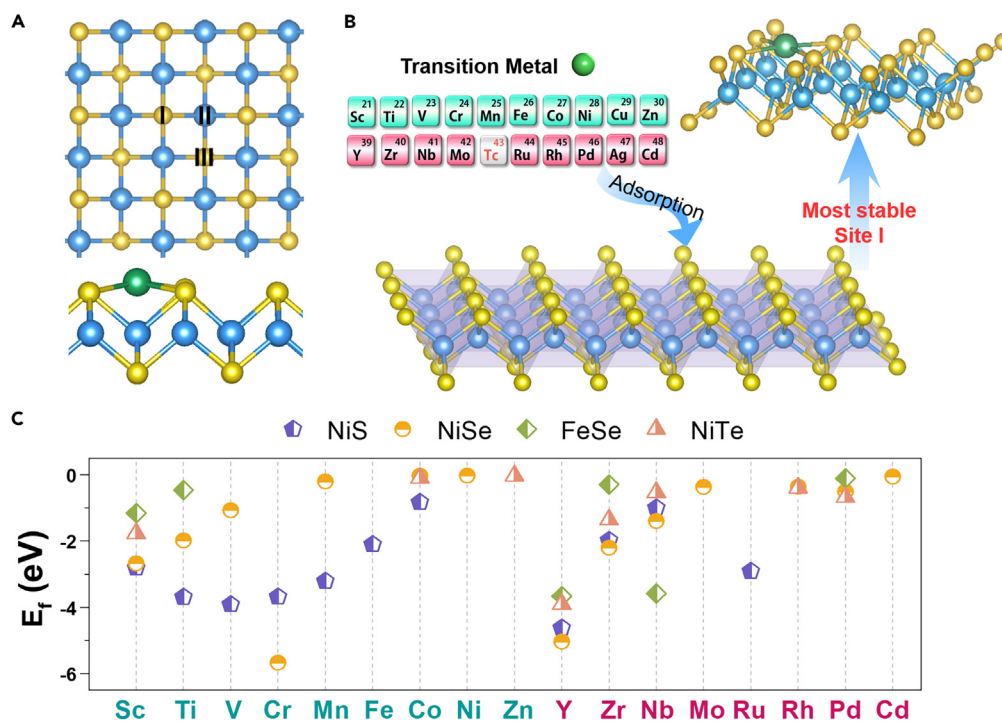 A
I
II
III
B
Transition Metal
21 22 23 24 25 26 27 28 29 30
Sc Ti V Cr Mn Fe Co Ni Cu Zn
39 40 41 42 43 44 45 46 47 48
Y Zr Nb Mo Tc Ru Rh Pd Ag Cd
Adsorption
Most stable
Site I
C
NiS NiSe FeSe NiTe
E_f (eV)
0
-2
-4
-6
Sc Ti V Cr Mn Fe Co Ni Zn Y Zr Nb Mo Ru Rh Pd Cd